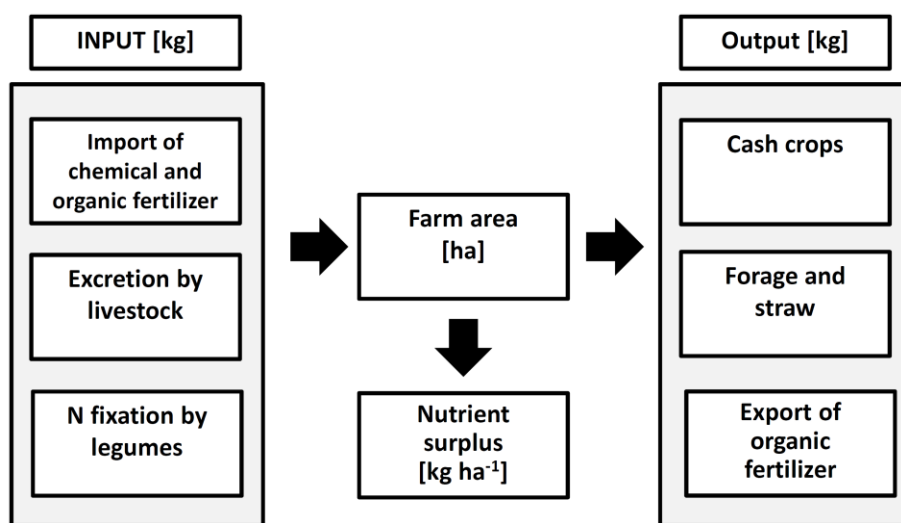 INPUT [kg]
Import of
chemical and
organic fertilizer
Excretion by
livestock
N fixation by
legumes
Farm area
[ha]
Nutrient
surplus
[kg ha⁻¹]
Output [kg]
Cash crops
Forage and
straw
Export of
organic
fertilizer